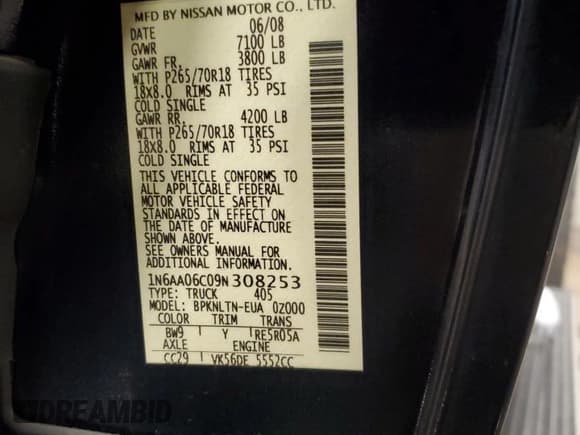 MFD BY NISSAN MOTOR CO., LTD.
DATE 06/08
GVWR 7100 LB
GAWR FR. 3800 LB
WITH P265/70R18 TIRES
18X8.0 RIMS AT 35 PSI
COLD SINGLE
GAWR RR. 4200 LB
WITH P265/70R18 TIRES
18X8.0 RIMS AT 35 PSI
COLD SINGLE
THIS VEHICLE CONFORMS TO
ALL APPLICABLE FEDERAL
MOTOR VEHICLE SAFETY
STANDARDS IN EFFECT ON
THE DATE OF MANUFACTURE
SHOWN ABOVE.
SEE OWNERS MANUAL FOR
ADDITIONAL INFORMATION.
1N6AA06C09N308253
TYPE: TRUCK 405
MODEL: BPKNLTN-EUA 0Z000
COLOR TRIM TRANS
BW9 Y RE5R05A
AXLE ENGINE
CC29 VK56DE 5552CC
DREAMBID